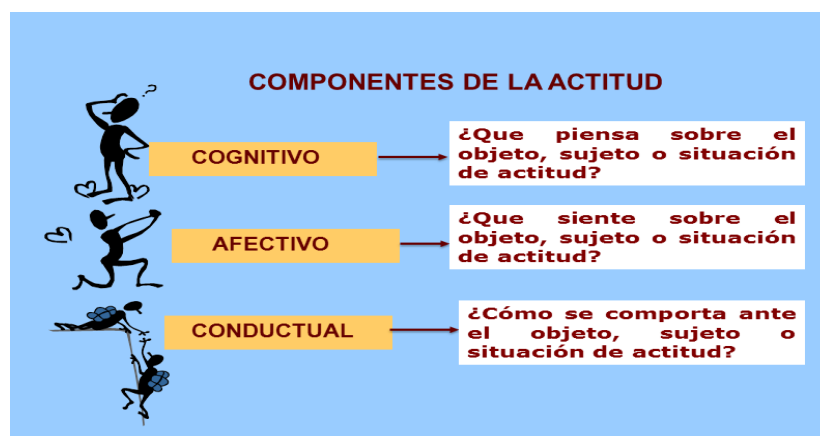 COMPONENTES DE LA ACTITUD
COGNITIVO
¿Que piensa sobre el
objeto, sujeto o situación
de actitud?
AFECTIVO
¿Que siente sobre el
objeto, sujeto o situación
de actitud?
CONDUCTUAL
¿Cómo se comporta ante
el objeto, sujeto o
situación de actitud?